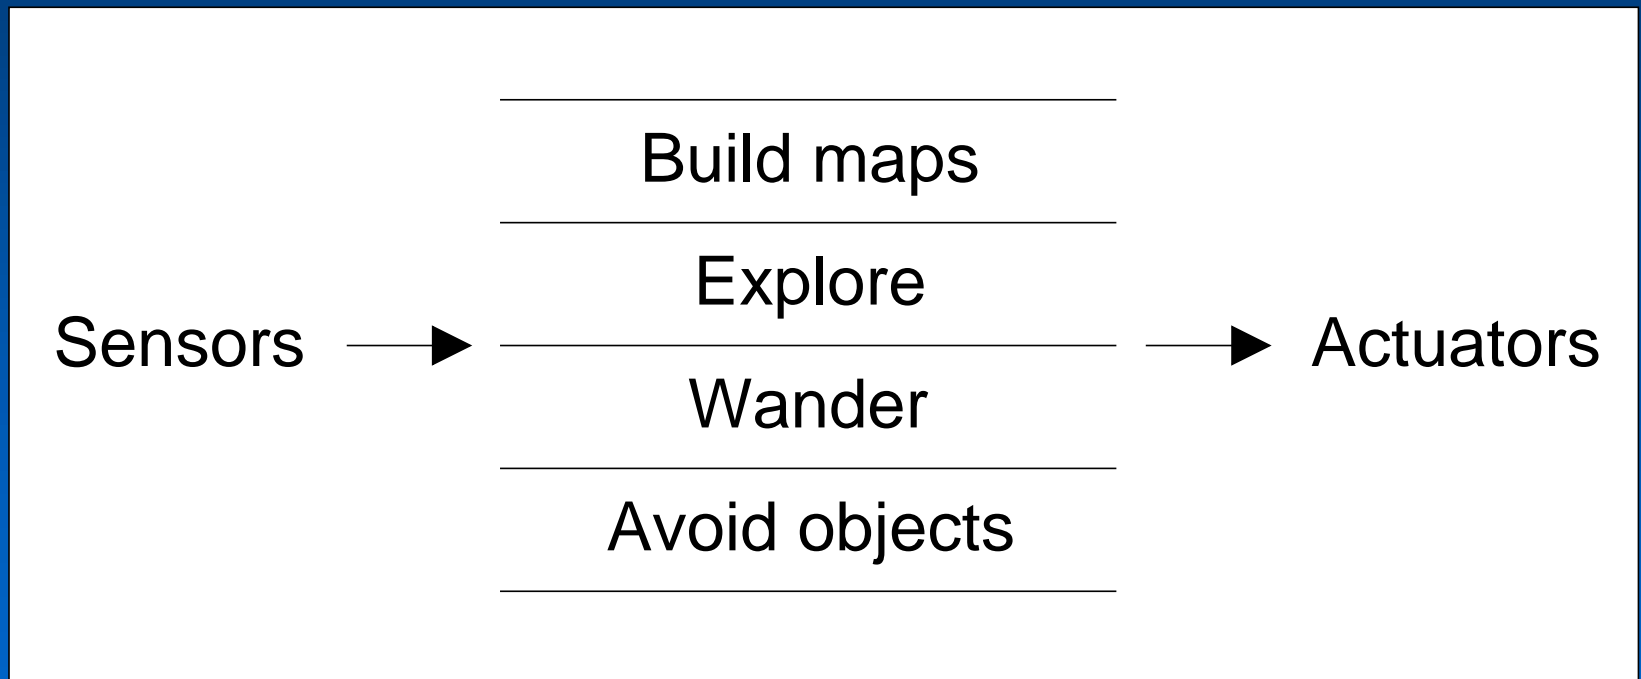 Build maps
Explore
Sensors
Actuators
Wander
Avoid objects